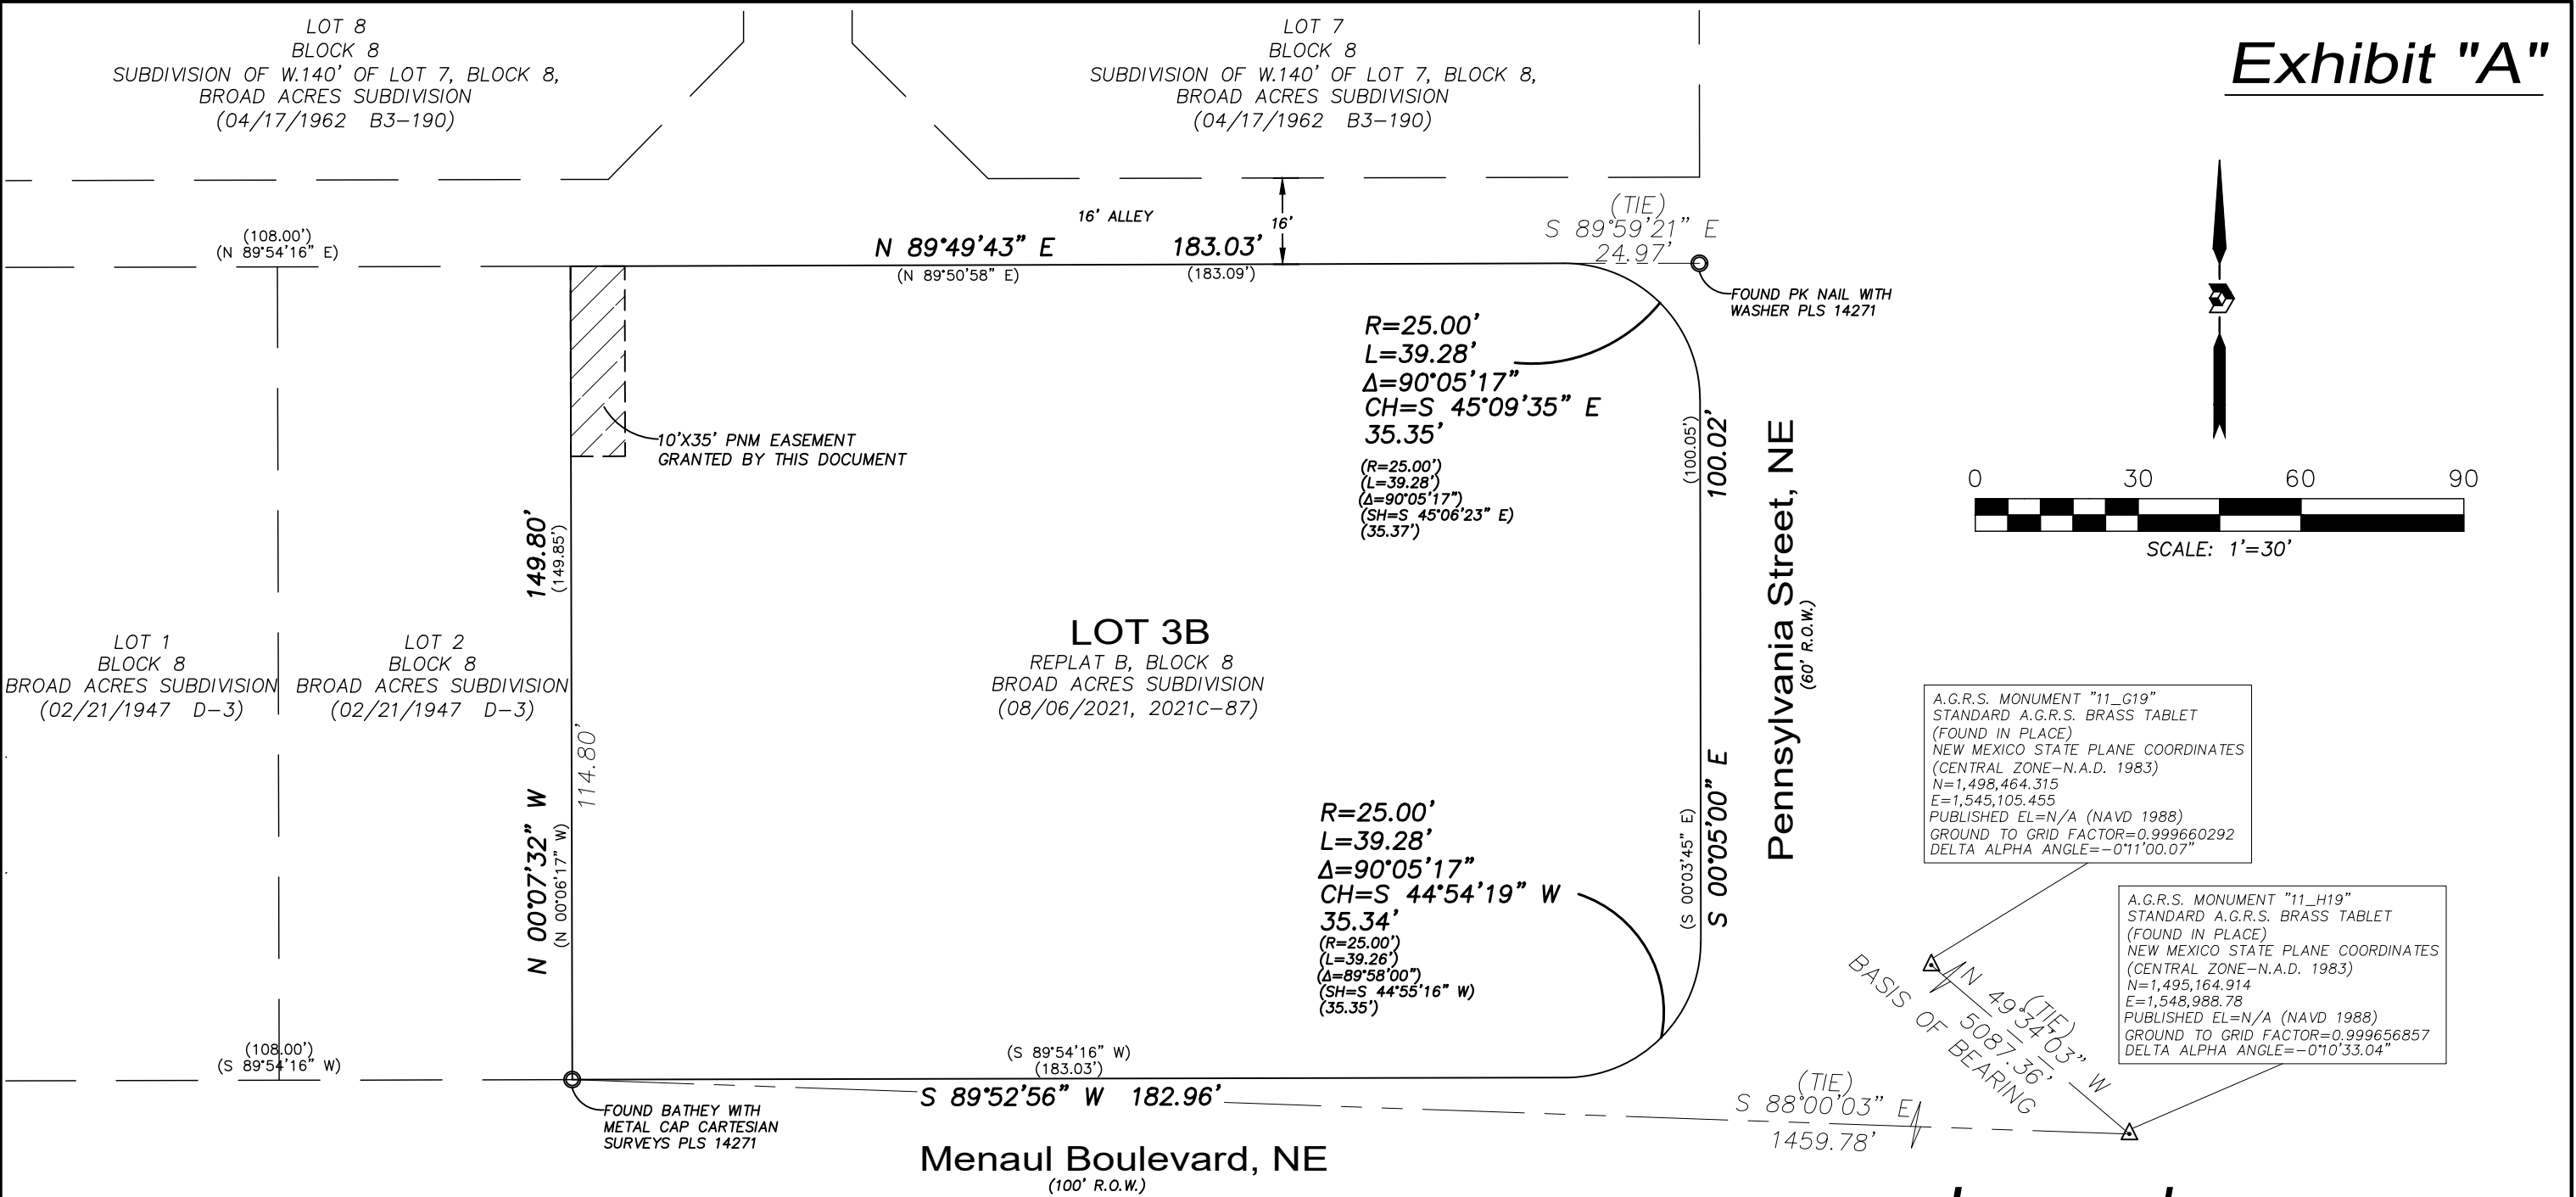 LOT 8
BLOCK 8
SUBDIVISION OF W.140' OF LOT 7, BLOCK 8,
BROAD ACRES SUBDIVISION
(04/17/1962 B3-190)
LOT 7
BLOCK 8
SUBDIVISION OF W.140' OF LOT 7, BLOCK 8,
BROAD ACRES SUBDIVISION
(04/17/1962 B3-190)
Exhibit "A"
(108.00')
(N 89°54'16" E)
16' ALLEY
16'
N 89°49'43" E 183.03'
(N 89°50'58" E) (183.09')
(TIE)
S 89°59'21" E
24.97'
FOUND PK NAIL WITH
WASHER PLS 14271
R=25.00'
L=39.28'
Δ=90°05'17"
CH=S 45°09'35" E
35.35'
(R=25.00')
(L=39.28')
(Δ=90°05'17")
(SH=S 45°06'23" E)
(35.37')
10'X35' PNM EASEMENT
GRANTED BY THIS DOCUMENT
N 00°07'32" W 149.80'
(N 00°06'17" W) (149.85')
114.80'
S 00°05'00" E 100.02'
(S 00°03'45" E) (100.05')
Pennsylvania Street, NE
(60' R.O.W.)
0 30 60 90
SCALE: 1'=30'
LOT 1
BLOCK 8
BROAD ACRES SUBDIVISION
(02/21/1947 D-3)
LOT 2
BLOCK 8
BROAD ACRES SUBDIVISION
(02/21/1947 D-3)
LOT 3B
REPLAT B, BLOCK 8
BROAD ACRES SUBDIVISION
(08/06/2021, 2021C-87)
A.G.R.S. MONUMENT "11_G19"
STANDARD A.G.R.S. BRASS TABLET
(FOUND IN PLACE)
NEW MEXICO STATE PLANE COORDINATES
(CENTRAL ZONE-N.A.D. 1983)
N=1,498,464.315
E=1,545,105.455
PUBLISHED EL=N/A (NAVD 1988)
GROUND TO GRID FACTOR=0.999660292
DELTA ALPHA ANGLE=-0°11'00.07"
R=25.00'
L=39.28'
Δ=90°05'17"
CH=S 44°54'19" W
35.34'
(R=25.00')
(L=39.26')
(Δ=89°58'00")
(SH=S 44°55'16" W)
(35.35')
A.G.R.S. MONUMENT "11_H19"
STANDARD A.G.R.S. BRASS TABLET
(FOUND IN PLACE)
NEW MEXICO STATE PLANE COORDINATES
(CENTRAL ZONE-N.A.D. 1983)
N=1,495,164.914
E=1,548,988.78
PUBLISHED EL=N/A (NAVD 1988)
GROUND TO GRID FACTOR=0.999656857
DELTA ALPHA ANGLE=-0°10'33.04"
(TIE)
N 49°34'03" W
5087.36'
BASIS OF BEARING
(108.00')
(S 89°54'16" W)
(S 89°54'16" W)
(183.03')
S 89°52'56" W 182.96'
FOUND BATHEY WITH
METAL CAP CARTESIAN
SURVEYS PLS 14271
(TIE)
S 88°00'03" E
1459.78'
Menaul Boulevard, NE
(100' R.O.W.)